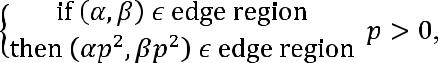 if (α, β) ϵ edge region
then (αp², βp²) ϵ edge region p > 0,